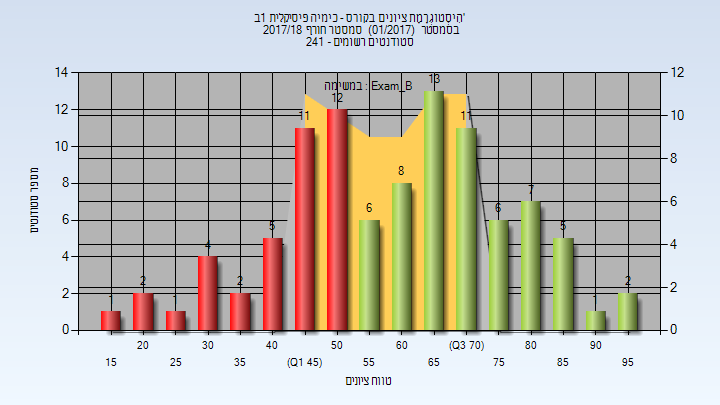 היסטוגרמת ציונים בקורס - כימיה פיסיקלית 1ב'
בסמסטר (01/2017) סמסטר חורף 2017/18
סטודנטים רשומים - 241
במשימה : Exam_B
14 12 10 8 6 4 2 0
12 10 8 6 4 2 0
מספר סטודנטים
1 2 1 4 2 5 11 12 6 8 13 11 6 7 5 1 2
20 30 40 50 60 (Q3 70) 80 90
15 25 35 (Q1 45) 55 65 75 85 95
טווח ציונים